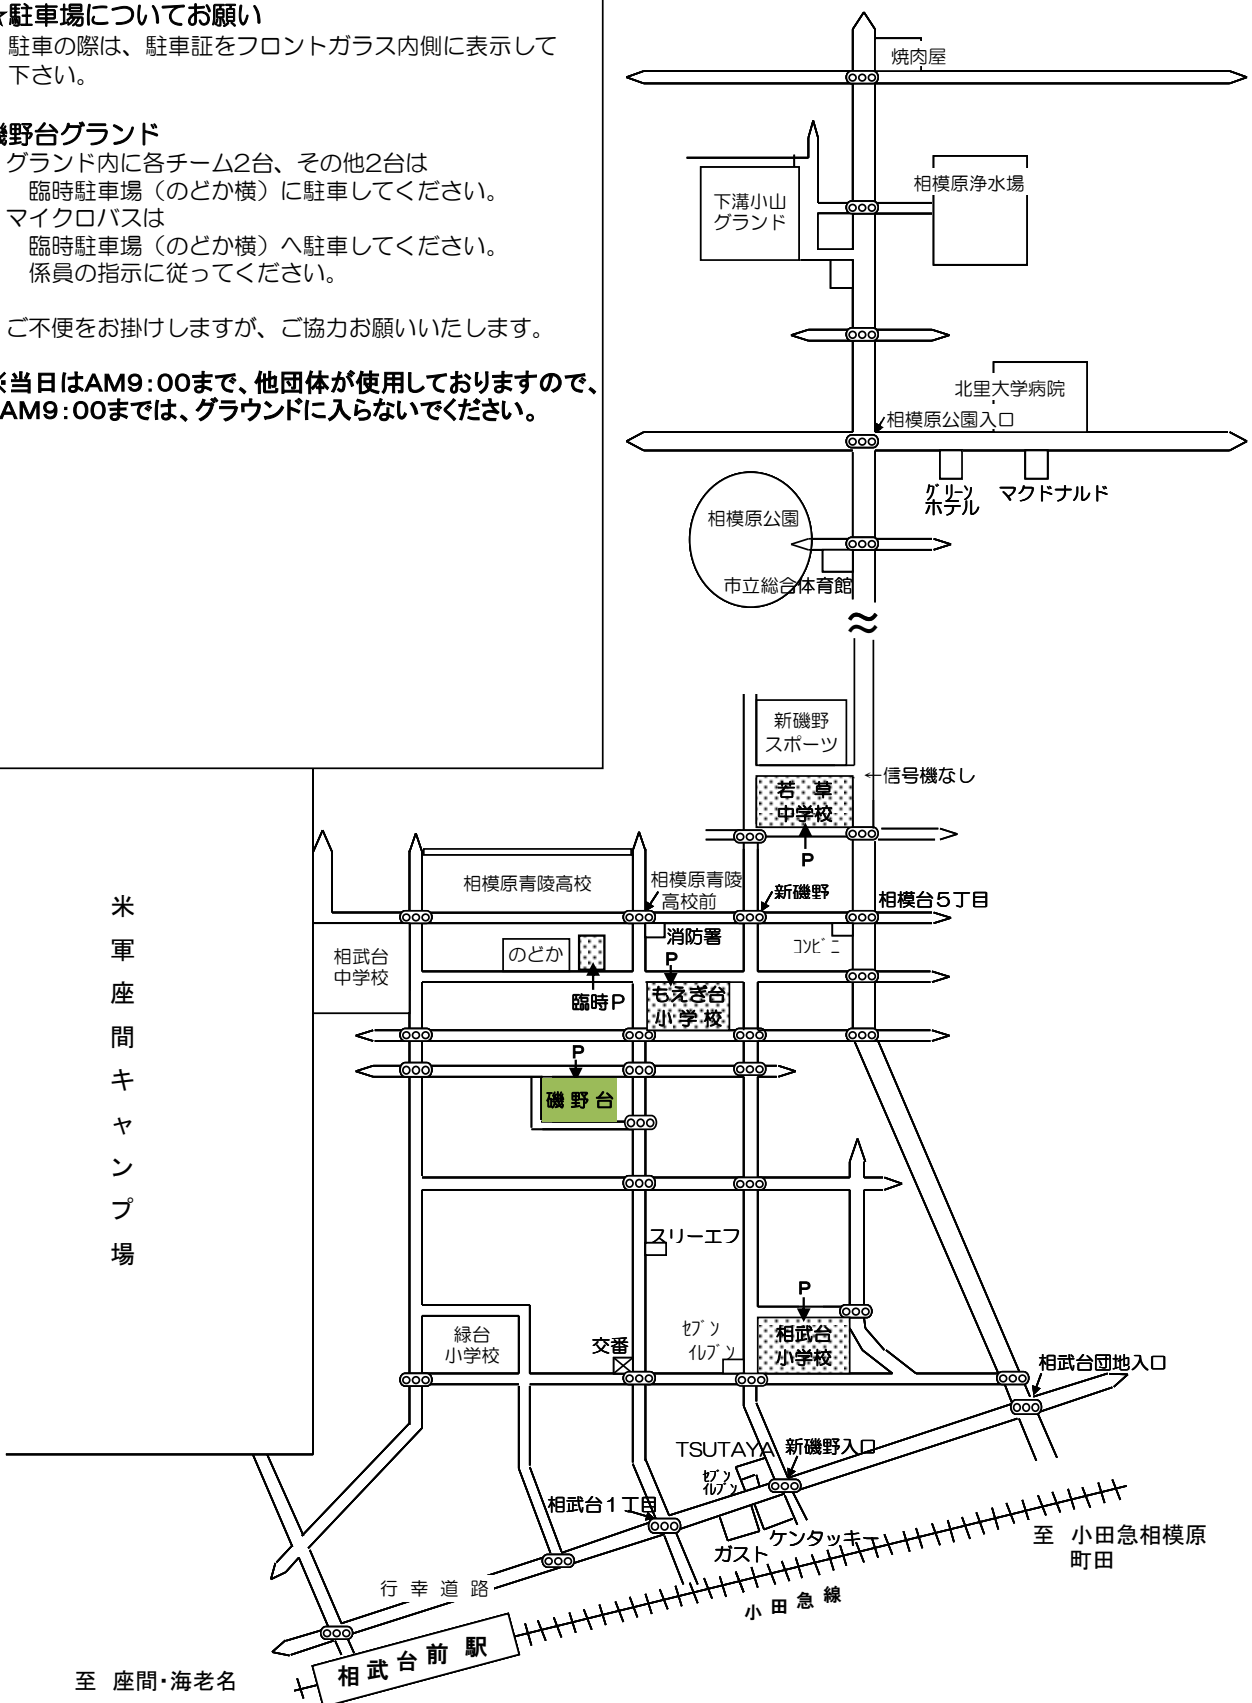 ★駐車場についてお願い
駐車の際は、駐車証をフロントガラス内側に表示して
下さい。
磯野台グランド
グランド内に各チーム2台、その他2台は
臨時駐車場（のどか横）に駐車してください。
マイクロバスは
臨時駐車場（のどか横）へ駐車してください。
係員の指示に従ってください。
ご不便をお掛けしますが、ご協力お願いいたします。
※当日はAM9:00まで、他団体が使用しておりますので、
AM9:00までは、グラウンドに入らないでください。
焼肉屋
下溝小山
グランド
相模原浄水場
北里大学病院
相模原公園入口
グリーン
ホテル
マクドナルド
相模原公園
市立総合体育館
新磯野
スポーツ
←信号機なし
若 草
中学校
P
相模原青陵高校
相模原青陵
高校前
新磯野
相模台5丁目
消防署
コンビニ
のどか
相武台
中学校
P
臨時P
もえぎ台
小 学 校
P
磯 野 台
米軍座間キャンプ場
スリーエフ
P
緑台
小学校
交番
セブン
イレブン
相武台
小学校
相武台団地入口
TSUTAYA
新磯野入口
セブン
イレブン
相武台1丁目
ガスト
ケンタッキー
至 小田急相模原
町田
行 幸 道 路
小 田 急 線
相 武 台 前 駅
至 座間・海老名